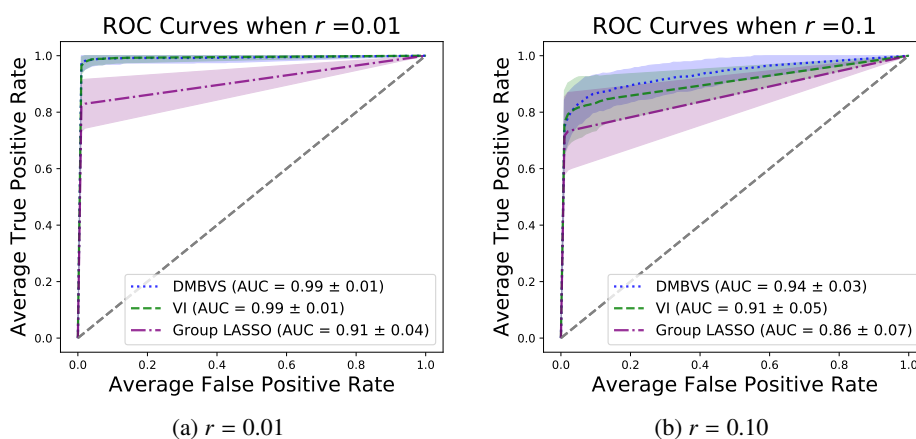 ROC Curves when r =0.01
Average True Positive Rate
1.0
0.8
0.6
0.4
0.2
0.0
DMBVS (AUC = 0.99 ± 0.01)
VI (AUC = 0.99 ± 0.01)
Group LASSO (AUC = 0.91 ± 0.04)
0.0 0.2 0.4 0.6 0.8 1.0
Average False Positive Rate
(a) r = 0.01
ROC Curves when r =0.1
Average True Positive Rate
1.0
0.8
0.6
0.4
0.2
0.0
DMBVS (AUC = 0.94 ± 0.03)
VI (AUC = 0.91 ± 0.05)
Group LASSO (AUC = 0.86 ± 0.07)
0.0 0.2 0.4 0.6 0.8 1.0
Average False Positive Rate
(b) r = 0.10